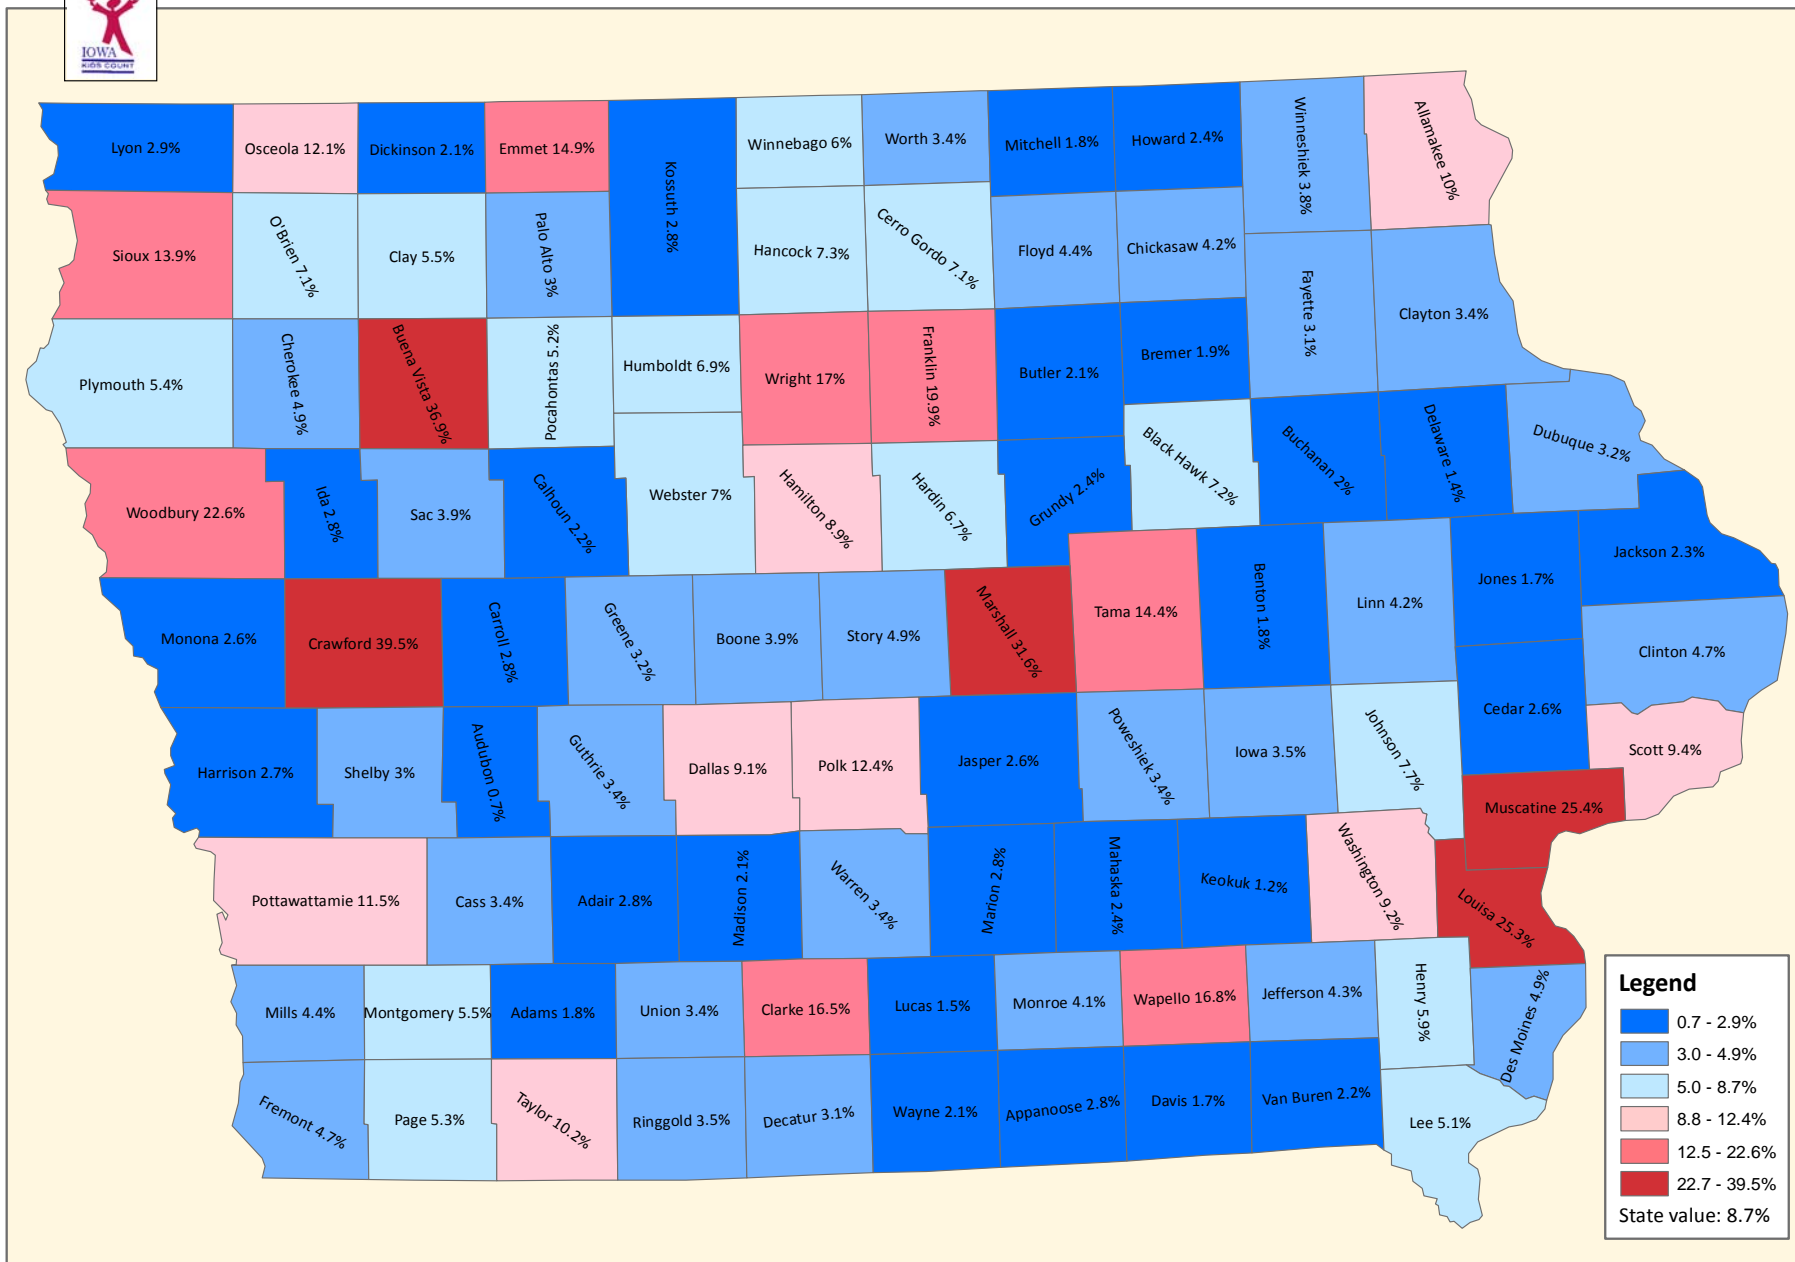 IOWA
KIDS COUNT
Lyon 2.9%
Osceola 12.1%
Dickinson 2.1%
Emmet 14.9%
Kossuth 2.8%
Winnebago 6%
Worth 3.4%
Mitchell 1.8%
Howard 2.4%
Winneshiek 3.8%
Allamakee 10%
Sioux 13.9%
O'Brien 7.1%
Clay 5.5%
Palo Alto 3%
Hancock 7.3%
Cerro Gordo 7.1%
Floyd 4.4%
Chickasaw 4.2%
Fayette 3.1%
Clayton 3.4%
Plymouth 5.4%
Cherokee 4.9%
Buena Vista 36.9%
Pocahontas 5.2%
Humboldt 6.9%
Wright 17%
Franklin 19.9%
Butler 2.1%
Bremer 1.9%
Woodbury 22.6%
Ida 2.8%
Sac 3.9%
Calhoun 2.2%
Webster 7%
Hamilton 8.9%
Hardin 6.7%
Grundy 2.4%
Black Hawk 7.2%
Buchanan 2%
Delaware 1.4%
Dubuque 3.2%
Monona 2.6%
Crawford 39.5%
Carroll 2.8%
Greene 3.2%
Boone 3.9%
Story 4.9%
Marshall 31.6%
Tama 14.4%
Benton 1.8%
Linn 4.2%
Jones 1.7%
Jackson 2.3%
Clinton 4.7%
Harrison 2.7%
Shelby 3%
Audubon 0.7%
Guthrie 3.4%
Dallas 9.1%
Polk 12.4%
Jasper 2.6%
Poweshiek 3.4%
Iowa 3.5%
Johnson 7.7%
Cedar 2.6%
Scott 9.4%
Muscatine 25.4%
Pottawattamie 11.5%
Cass 3.4%
Adair 2.8%
Madison 2.1%
Warren 3.4%
Marion 2.8%
Mahaska 2.4%
Keokuk 1.2%
Washington 9.2%
Louisa 25.3%
Mills 4.4%
Montgomery 5.5%
Adams 1.8%
Union 3.4%
Clarke 16.5%
Lucas 1.5%
Monroe 4.1%
Wapello 16.8%
Jefferson 4.3%
Henry 5.9%
Des Moines 4.9%
Fremont 4.7%
Page 5.3%
Taylor 10.2%
Ringgold 3.5%
Decatur 3.1%
Wayne 2.1%
Appanoose 2.8%
Davis 1.7%
Van Buren 2.2%
Lee 5.1%
Legend
0.7 - 2.9%
3.0 - 4.9%
5.0 - 8.7%
8.8 - 12.4%
12.5 - 22.6%
22.7 - 39.5%
State value: 8.7%